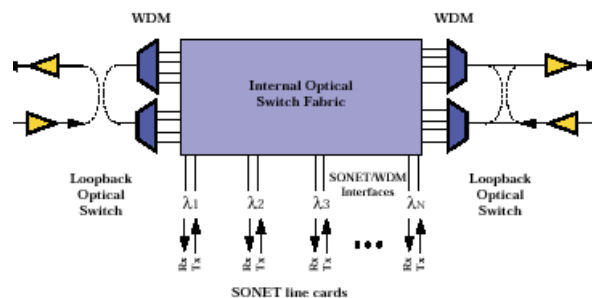 WDM
WDM
Internal Optical
Switch Fabric
Loopback
Optical
Switch
SONET/WDM
Interfaces
Loopback
Optical
Switch
λ1
λ2
λ3
λN
Rx
Tx
Rx
Tx
Rx
Tx
Rx
Tx
SONET line cards